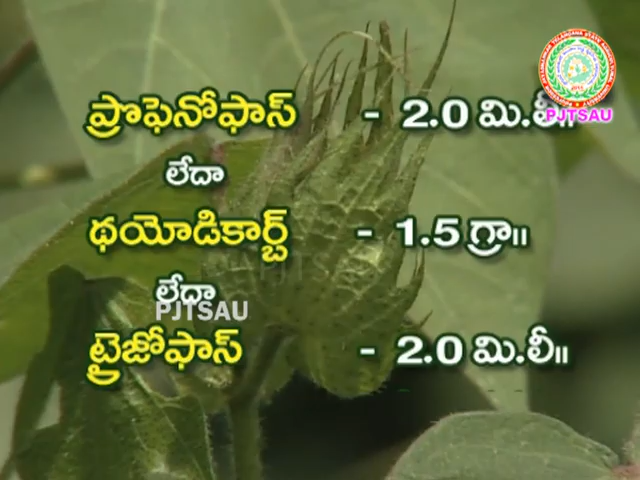 PJTSAU
ప్రొఫెనోఫాస్ - 2.0 మి.లీ॥
లేదా
థయోడికార్బ్ - 1.5 గ్రా॥
లేదా
PJTSAU
ట్రైజోఫాస్ - 2.0 మి.లీ॥